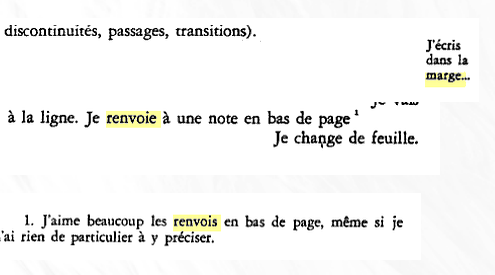 discontinuités, passages, transitions).
J'écris
dans la
marge...
à la ligne. Je renvoie à une note en bas de page¹
Je change de feuille.
1. J'aime beaucoup les renvois en bas de page, même si je
'ai rien de particulier à y préciser.